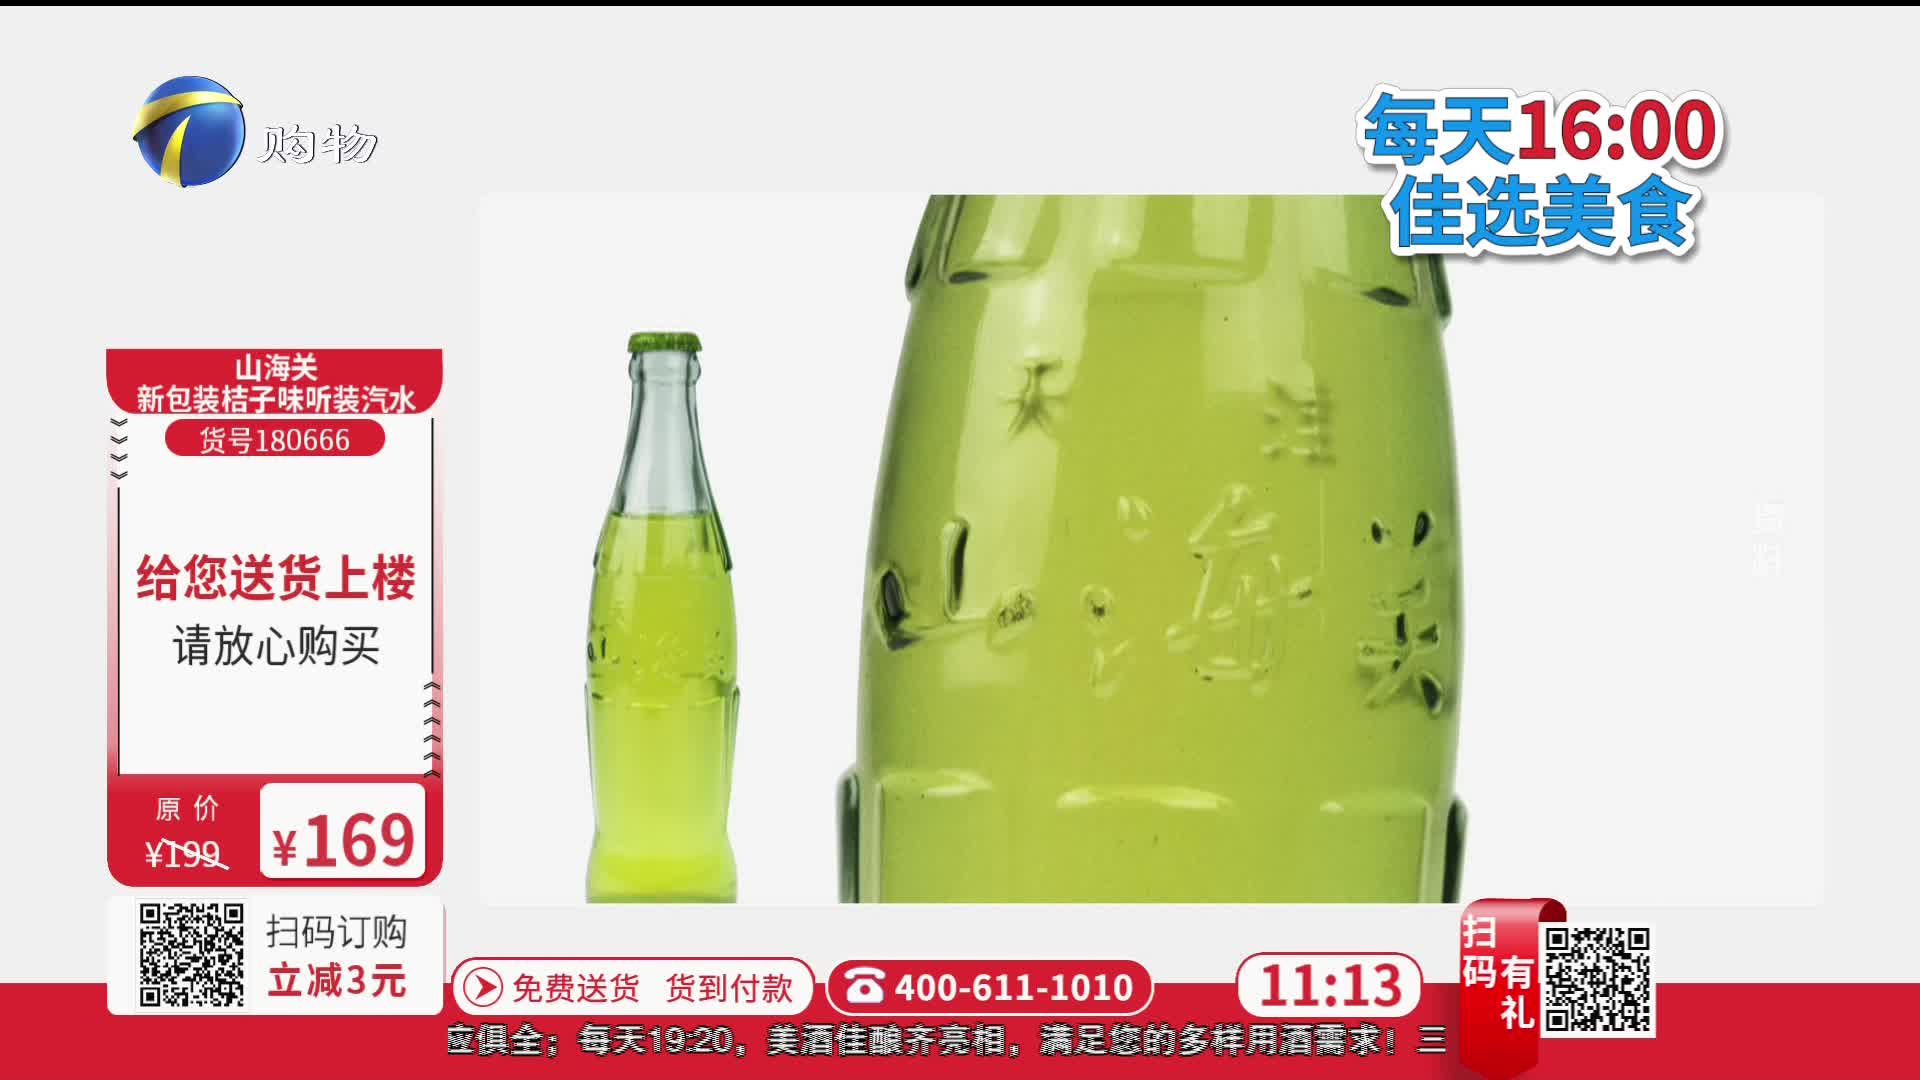 购物
每天16:00
佳选美食
山海关
新包装桔子味听装汽水
货号180666
给您送货上楼
请放心购买
原价
¥199
¥169
扫码订购
立减3元
山海关
免费送货 货到付款
400-611-1010
11:13
扫码有礼
应俱全；每天19:20，美酒佳酿齐亮相，满足您的多样用酒需求！三